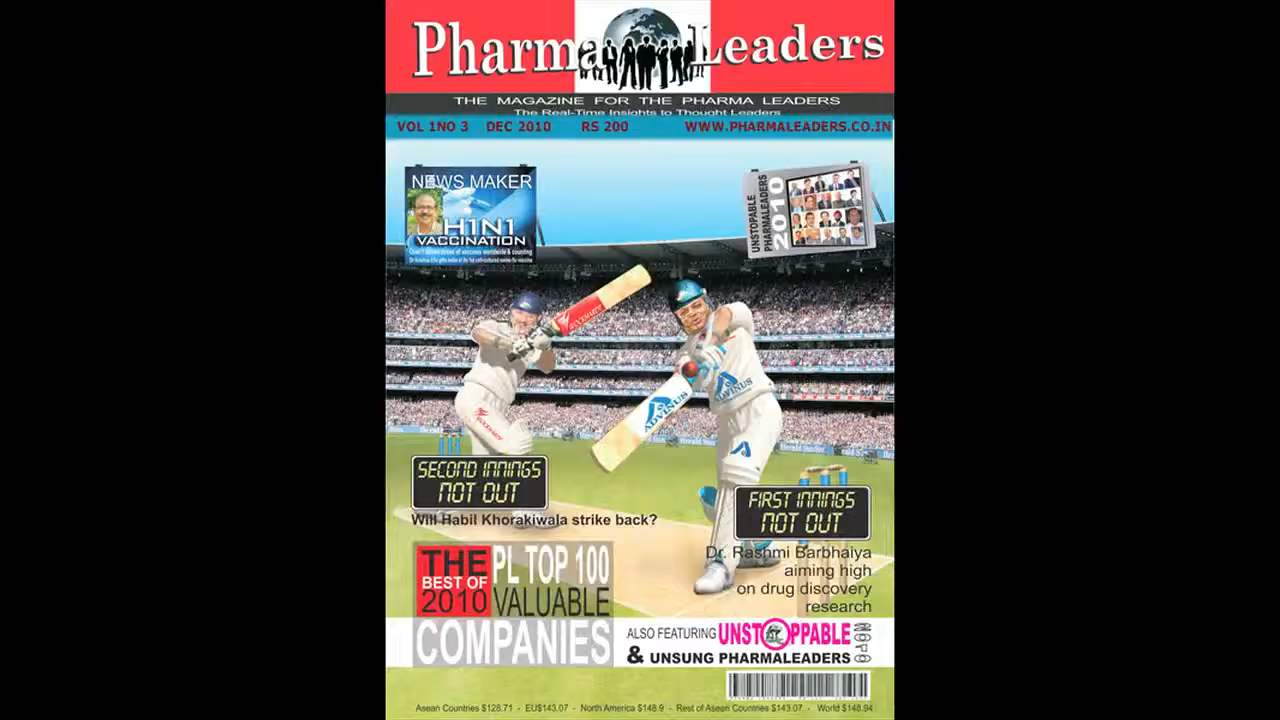 Pharma Leaders
THE MAGAZINE FOR THE PHARMA LEADERS
The Real-Time Insights to Thought Leaders
VOL 1NO 3 DEC 2010 RS 200 WWW.PHARMALEADERS.CO.IN
NEWS MAKER
H1N1
VACCINATION
UNSTOPABLE
PHARMALEADERS
2010
ADVINUS
ADVINUS
SECOND INNINGS
NOT OUT
Will Habil Khorakiwala strike back?
FIRST INNINGS
NOT OUT
Dr. Rashmi Barbhaiya
aiming high
on drug discovery
research
THE
BEST OF
2010
PL TOP 100
VALUABLE
COMPANIES
ALSO FEATURING UNSTOPPABLE
& UNSUNG PHARMALEADERS
Asean Countries $128.71 - EU$143.07 - North America $148.9 - Rest of Asean Countries $143.07 - World $148.94